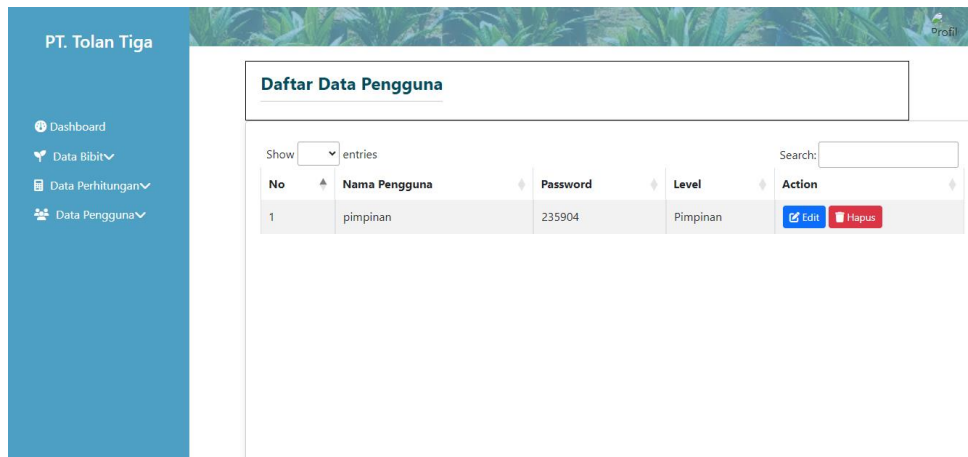 PT. Tolan Tiga
Profil
Daftar Data Pengguna
Dashboard
Data Bibit
Data Perhitungan
Data Pengguna
Show entries
Search:
No Nama Pengguna Password Level Action
1 pimpinan 235904 Pimpinan Edit Hapus